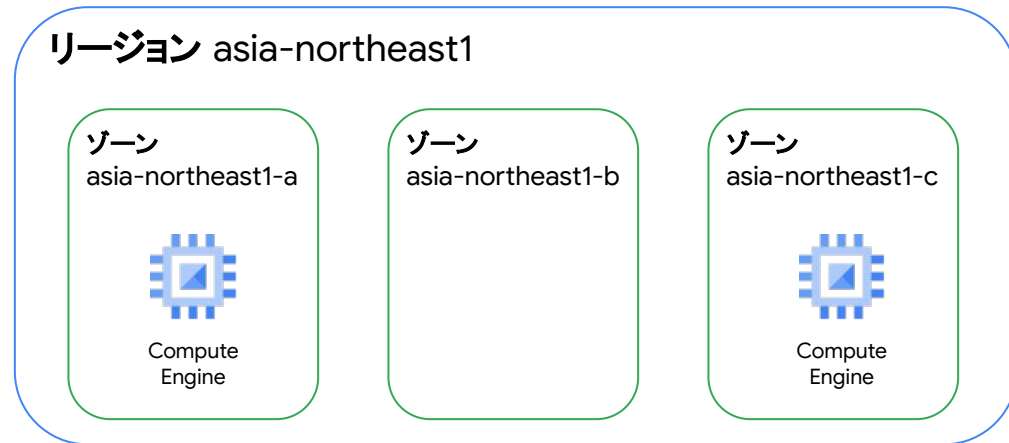 リージョン asia-northeast1
ゾーン
asia-northeast1-a
Compute
Engine
ゾーン
asia-northeast1-b
ゾーン
asia-northeast1-c
Compute
Engine